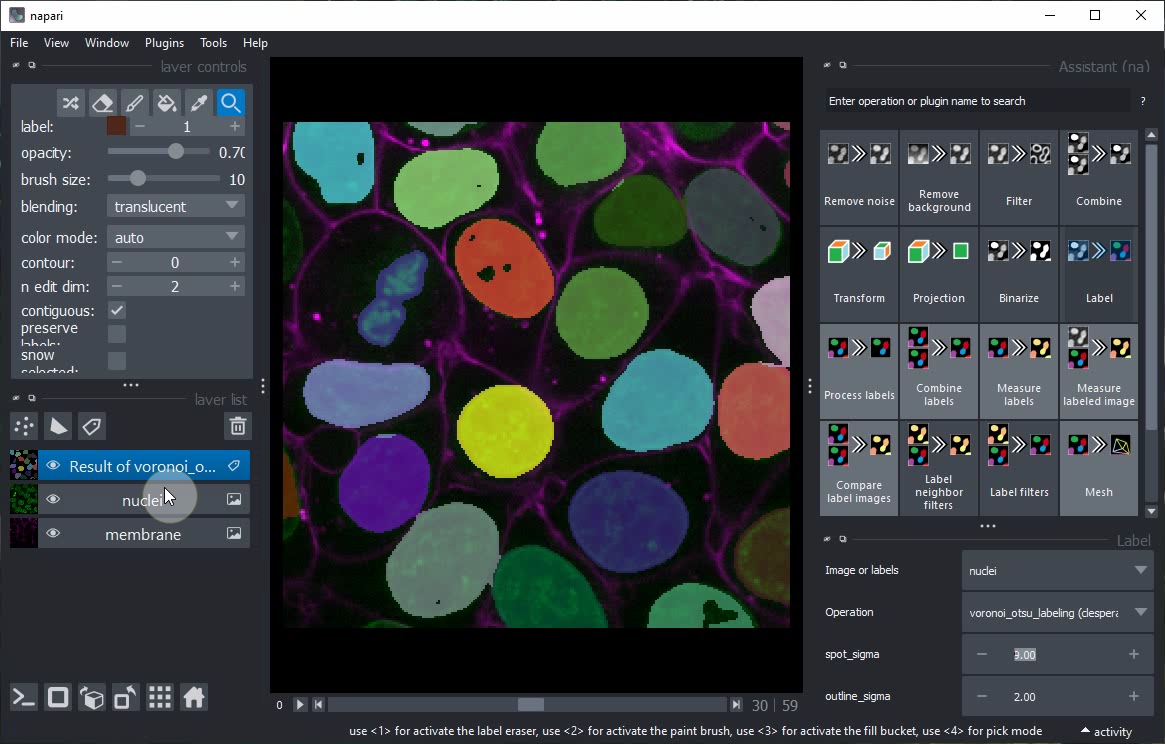 napari
File View Window Plugins Tools Help
layer controls
label: 1
opacity: 0.70
brush size: 10
blending: translucent
color mode: auto
contour: 0
n edit dim: 2
contiguous:
preserve
labels:
show
selected:
layer list
Result of voronoi_o...
nuclei
membrane
0 30 | 59
use <1> for activate the label eraser, use <2> for activate the paint brush, use <3> for activate the fill bucket, use <4> for pick mode
activity
Assistant (na)
Enter operation or plugin name to search ?
Remove noise
Remove
background
Filter
Combine
Transform
Projection
Binarize
Label
Process labels
Combine
labels
Measure
labels
Measure
labeled image
Compare
label images
Label
neighbor
filters
Label filters
Mesh
Label
Image or labels nuclei
Operation voronoi_otsu_labeling (clespera
spot_sigma 9.00
outline_sigma 2.00